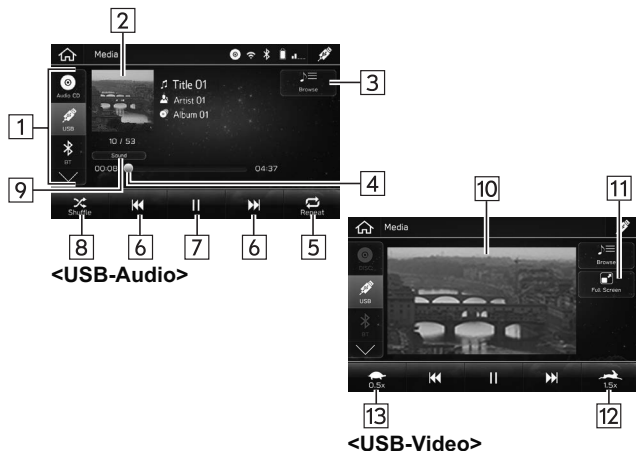 2
Media
Audio CD
Title 01
Artist 01
Album 01
Browse
3
1
USB
10 / 53
Sound
BT
00:08
04:37
9
4
Shuffle
Repeat
8
6
7
6
5
<USB-Audio>
10
11
Media
DISC
Browse
USB
Full Screen
BT
0.5x
1.5x
13
12
<USB-Video>